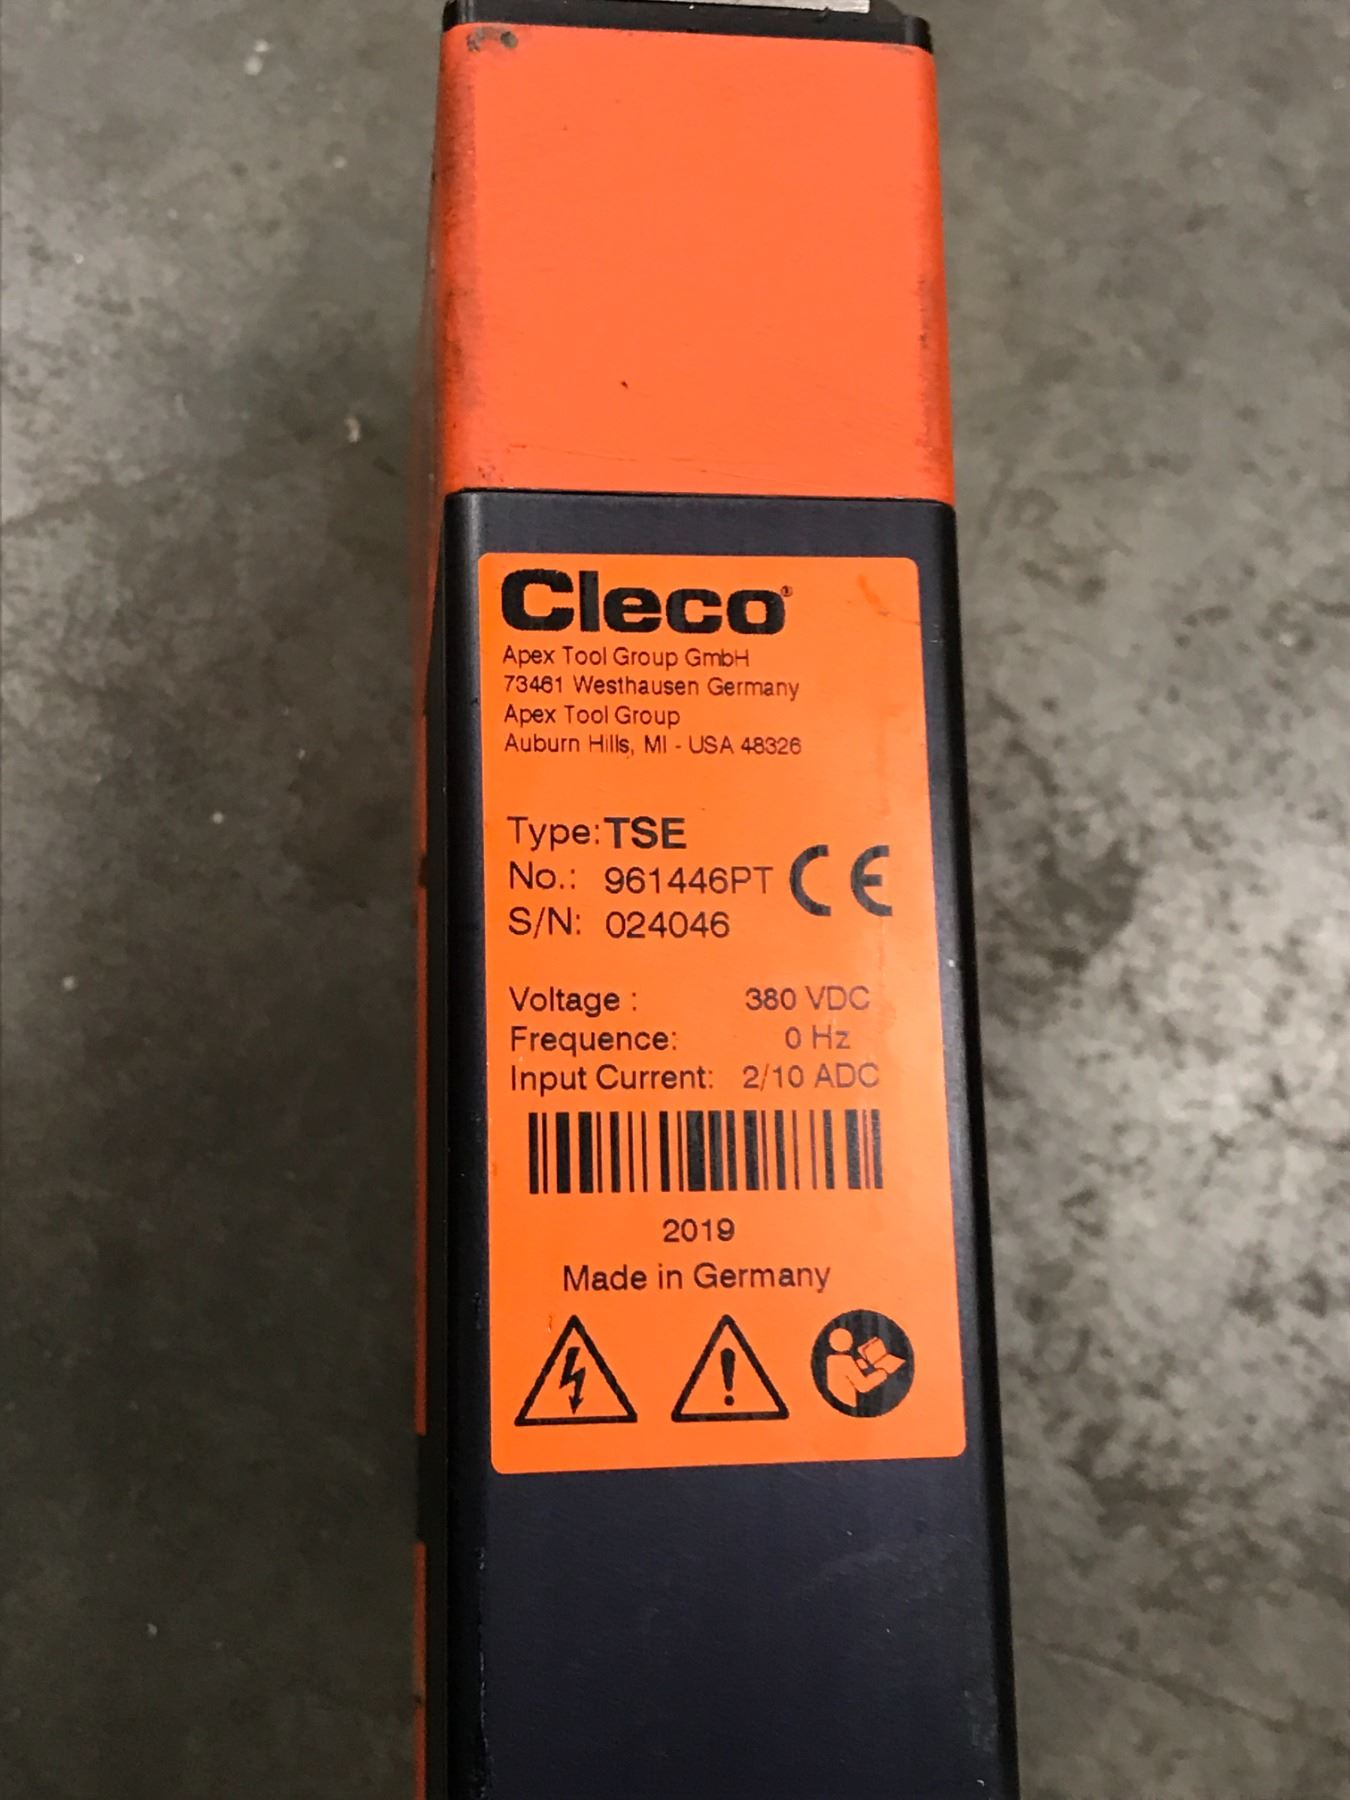 Cleco®
Apex Tool Group GmbH
73461 Westhausen Germany
Apex Tool Group
Auburn Hills, MI - USA 48326
Type: TSE
No.: 961446PT CE
S/N: 024046
Voltage : 380 VDC
Frequence: 0 Hz
Input Current: 2/10 ADC
2019
Made in Germany